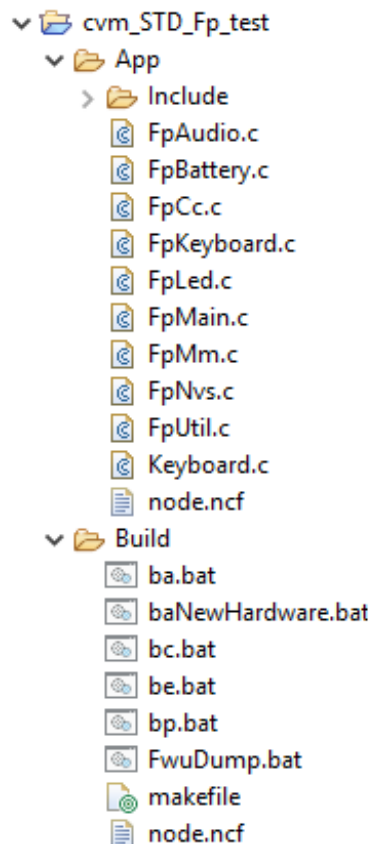 cvm_STD_Fp_test
App
Include
FpAudio.c
FpBattery.c
FpCc.c
FpKeyboard.c
FpLed.c
FpMain.c
FpMm.c
FpNvs.c
FpUtil.c
Keyboard.c
node.ncf
Build
ba.bat
baNewHardware.bat
bc.bat
be.bat
bp.bat
FwuDump.bat
makefile
node.ncf